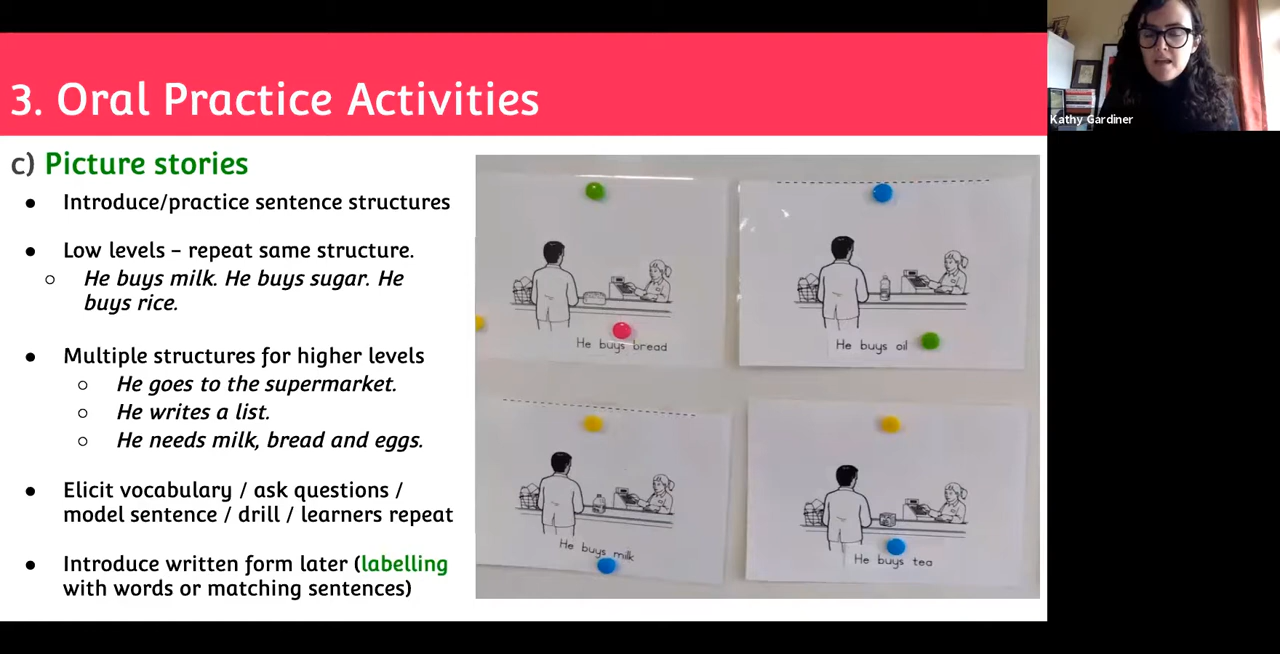 3. Oral Practice Activities
c) Picture stories
● Introduce/practice sentence structures
● Low levels – repeat same structure.
○ He buys milk. He buys sugar. He
buys rice.
● Multiple structures for higher levels
○ He goes to the supermarket.
○ He writes a list.
○ He needs milk, bread and eggs.
● Elicit vocabulary / ask questions /
model sentence / drill / learners repeat
● Introduce written form later (labelling
with words or matching sentences)
He buys bread
He buys oil
He buys milk
He buys tea
Kathy Gardiner